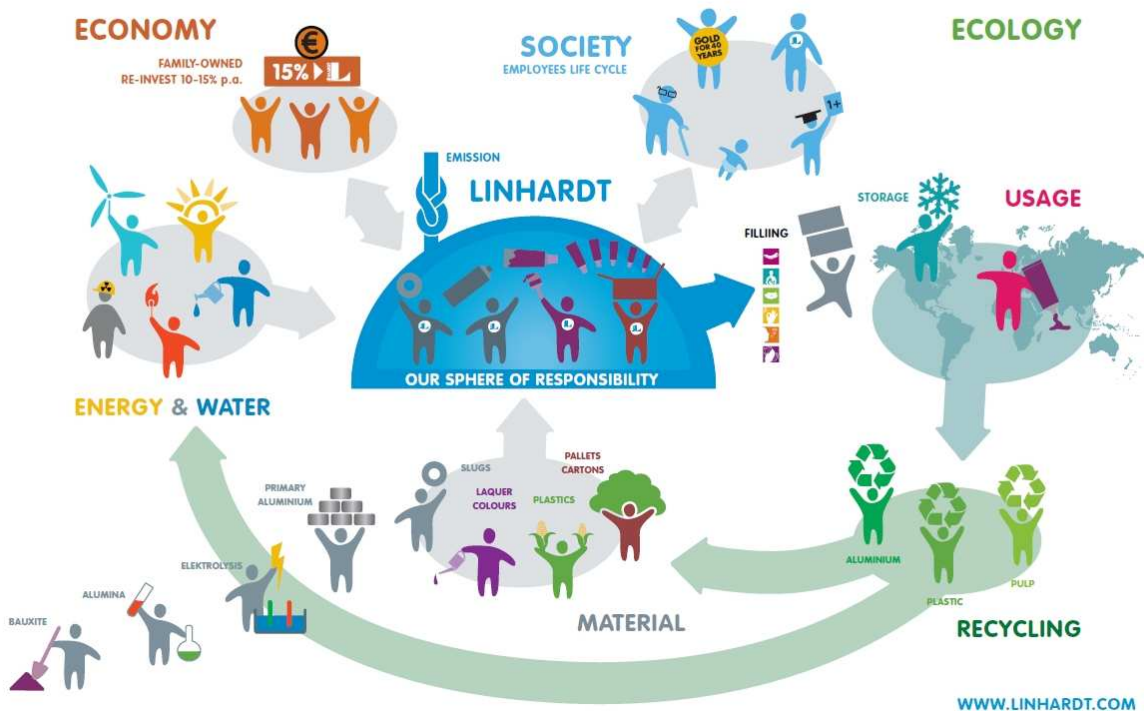 ECONOMY
FAMILY-OWNED
RE-INVEST 10-15% p.a.
€
15%
SOCIETY
EMPLOYEES LIFE CYCLE
GOLD
FOR 40
YEARS
1+
ECOLOGY
EMISSION
LINHARDT
OUR SPHERE OF RESPONSIBILITY
FILLIING
STORAGE
USAGE
ENERGY & WATER
SLUGS
LAQUER
COLOURS
PLASTICS
PALLETS
CARTONS
MATERIAL
PRIMARY
ALUMINIUM
ELEKTROLYSIS
ALUMINA
BAUXITE
ALUMINIUM
PLASTIC
PULP
RECYCLING
WWW.LINHARDT.COM